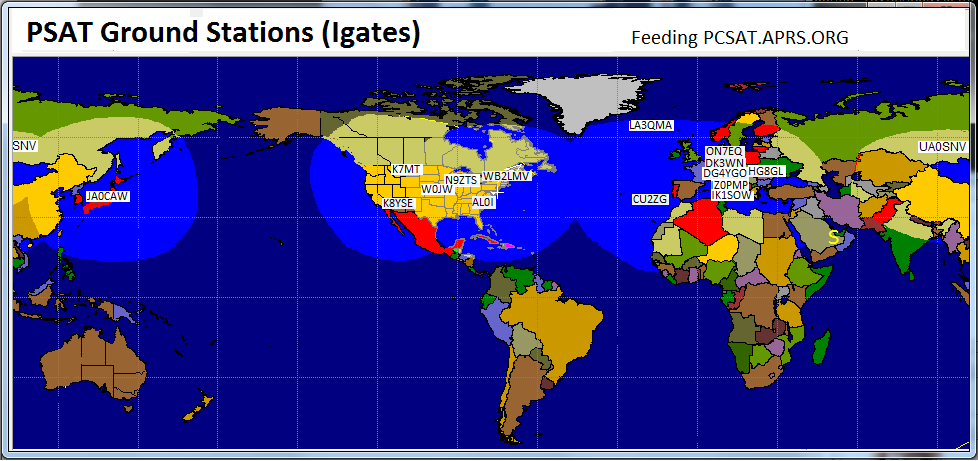 PSAT Ground Stations (Igates)
Feeding PCSAT.APRS.ORG
LA3QMA
SNV
UA0SNV
ON7EQ
DK3WN
HG8GL
DG4YGO
K7MT
N9ZTS
WB2LMV
IZ0PMP
W0JW
IK1SOW
JA0CAW
K8YSE
AL0I
CU2ZG
S